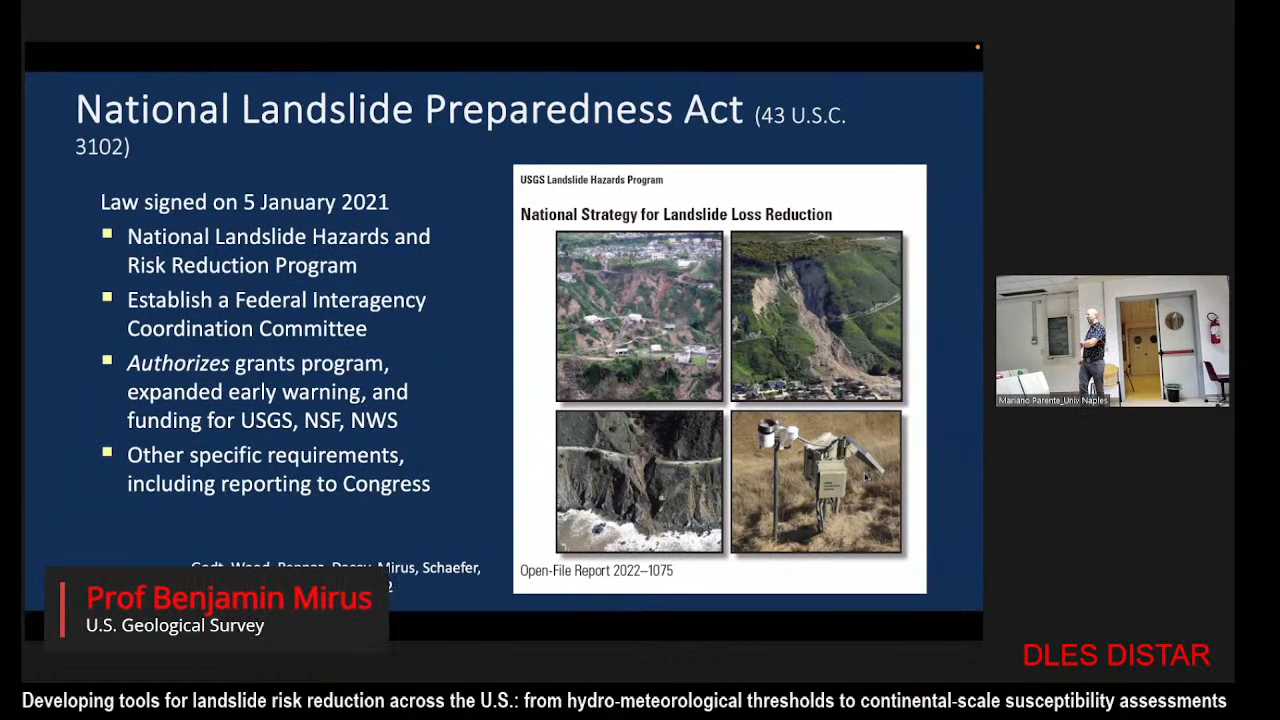 National Landslide Preparedness Act (43 U.S.C.
3102)
Law signed on 5 January 2021
National Landslide Hazards and
Risk Reduction Program
Establish a Federal Interagency
Coordination Committee
Authorizes grants program,
expanded early warning, and
funding for USGS, NSF, NWS
Other specific requirements,
including reporting to Congress
Mirus, Schaefer,
USGS Landslide Hazards Program
National Strategy for Landslide Loss Reduction
Open-File Report 2022–1075
Mariano Parente_Univ Naples
Prof Benjamin Mirus
U.S. Geological Survey
DLES DISTAR
Developing tools for landslide risk reduction across the U.S.: from hydro-meteorological thresholds to continental-scale susceptibility assessments